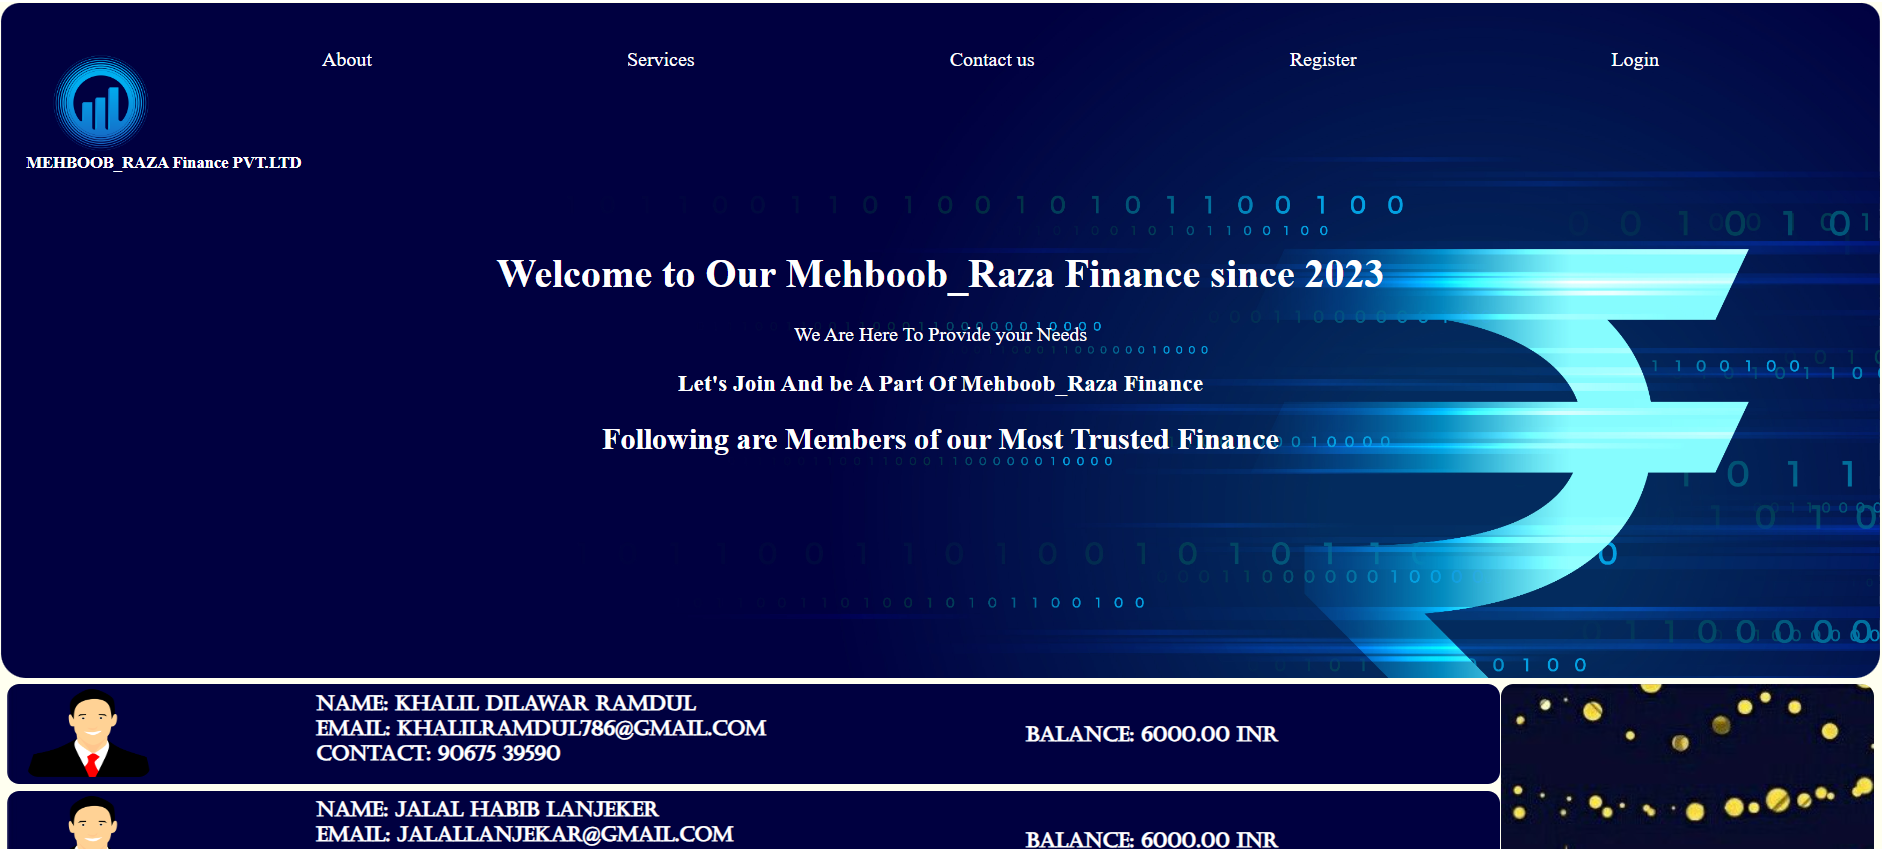 About Services Contact us Register Login
MEHBOOB_RAZA Finance PVT.LTD
Welcome to Our Mehboob_Raza Finance since 2023
We Are Here To Provide your Needs
Let's Join And be A Part Of Mehboob_Raza Finance
Following are Members of our Most Trusted Finance
NAME: KHALIL DILAWAR RAMDUL
EMAIL: KHALILRAMDUL786@GMAIL.COM
CONTACT: 90675 39590
BALANCE: 6000.00 INR
NAME: JALAL HABIB LANJEKER
EMAIL: JALALLANJEKAR@GMAIL.COM
BALANCE: 6000.00 INR